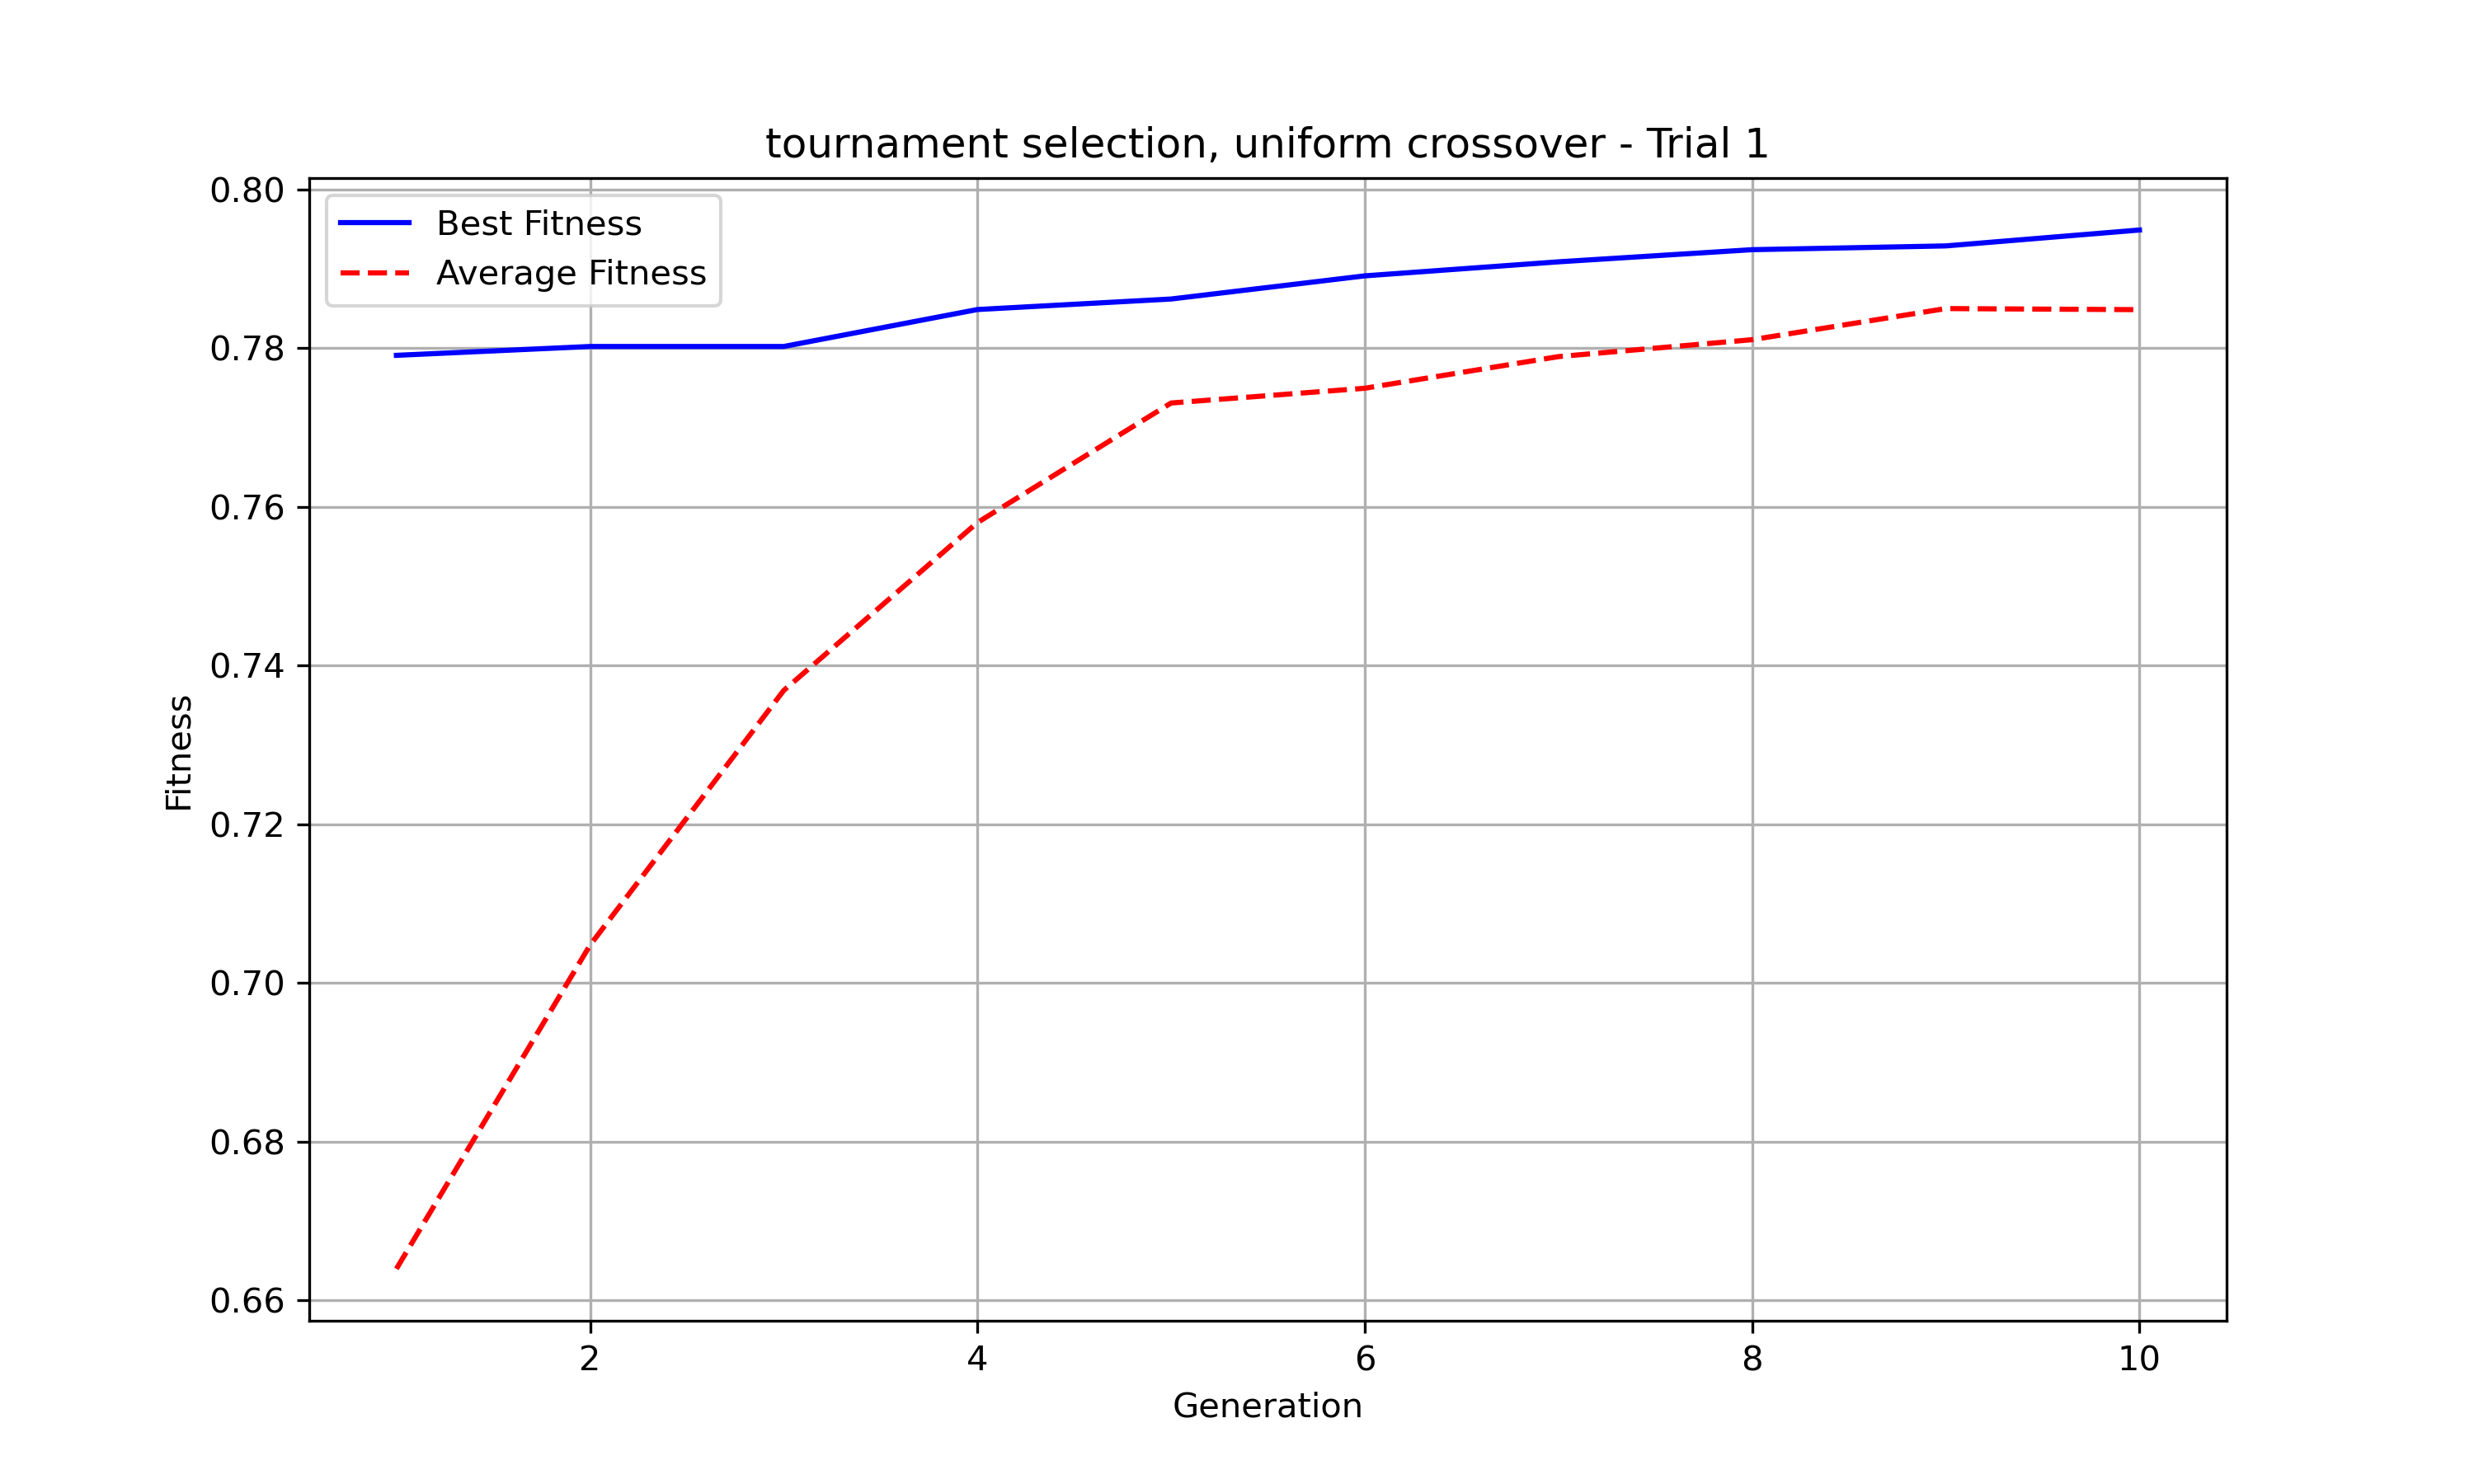 tournament selection, uniform crossover - Trial 1
Best Fitness
Average Fitness
0.80
0.78
0.76
0.74
0.72
0.70
0.68
0.66
Fitness
2
4
6
8
10
Generation